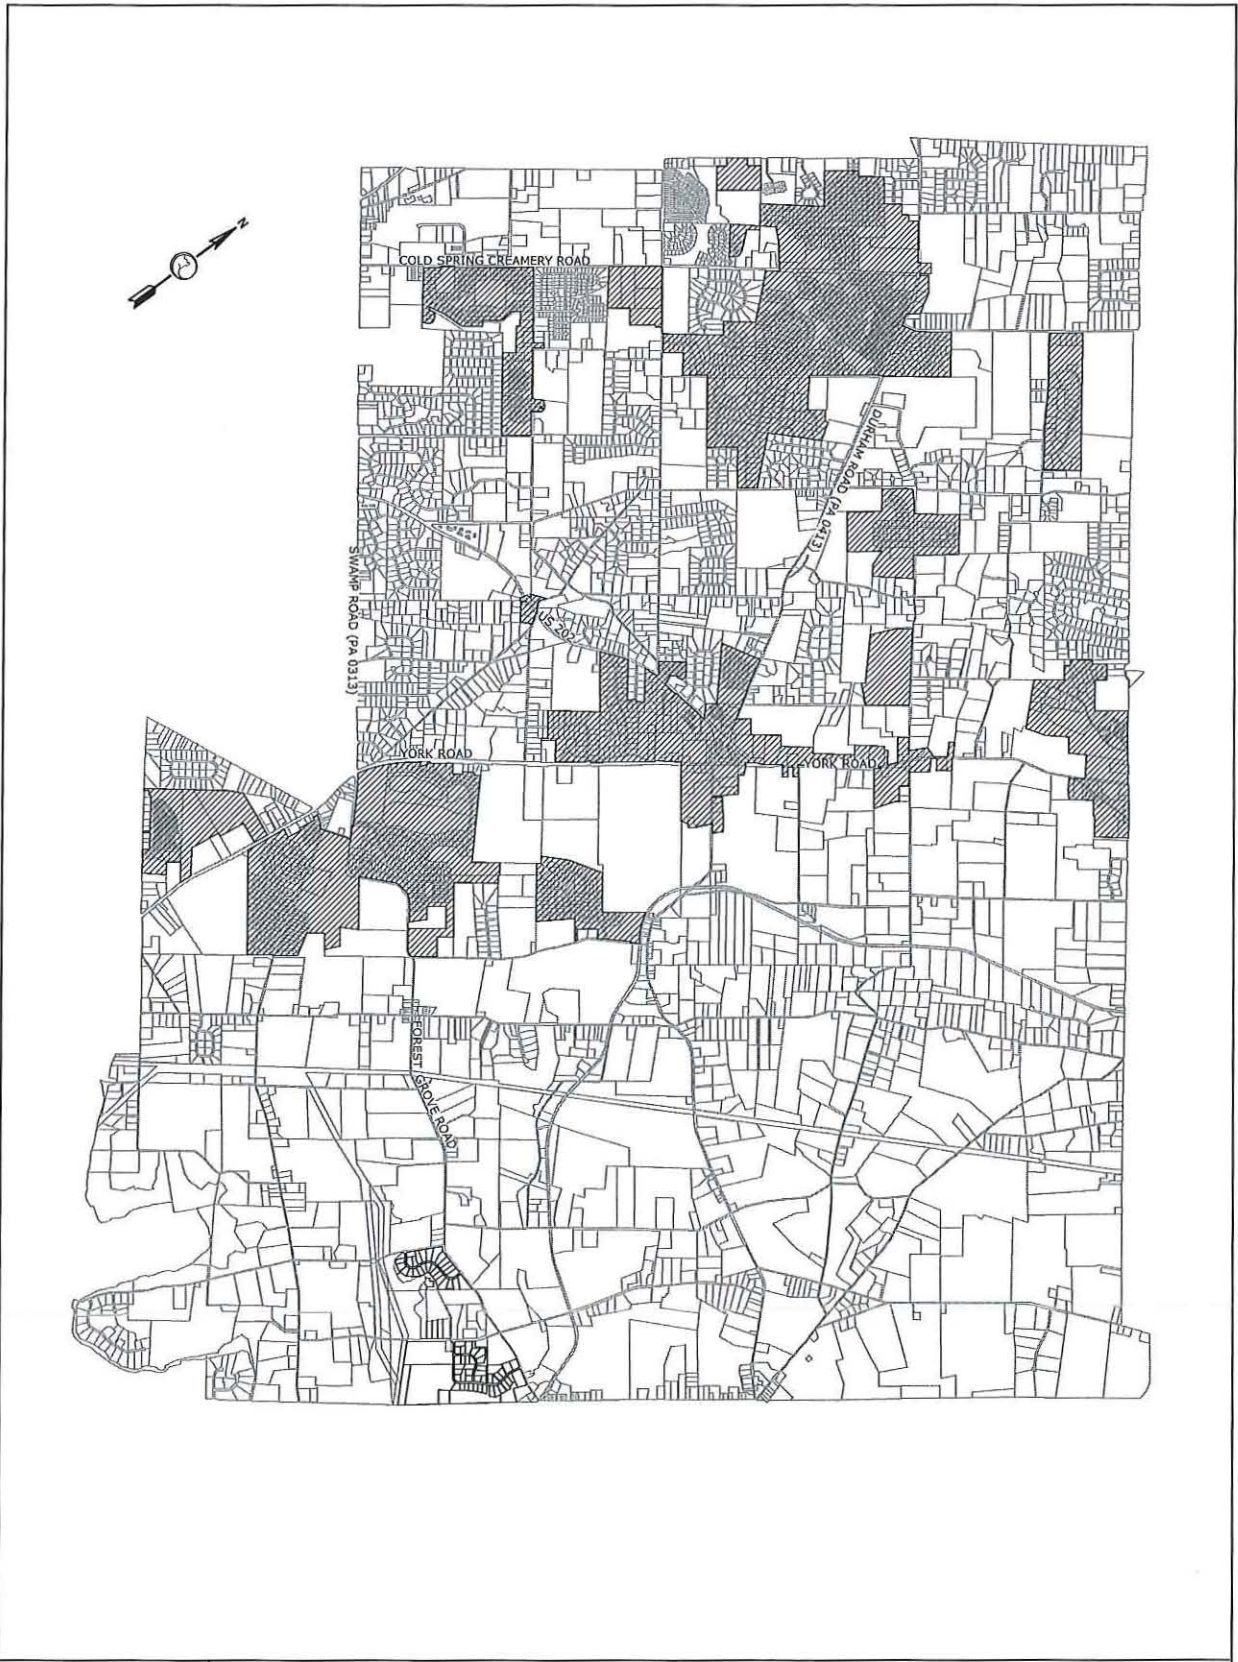 N
COLD SPRING CREAMERY ROAD
DURHAM ROAD (PA 0413)
SWAMP ROAD (PA 0313)
US 202
YORK ROAD
YORK ROAD
FOREST GROVE ROAD